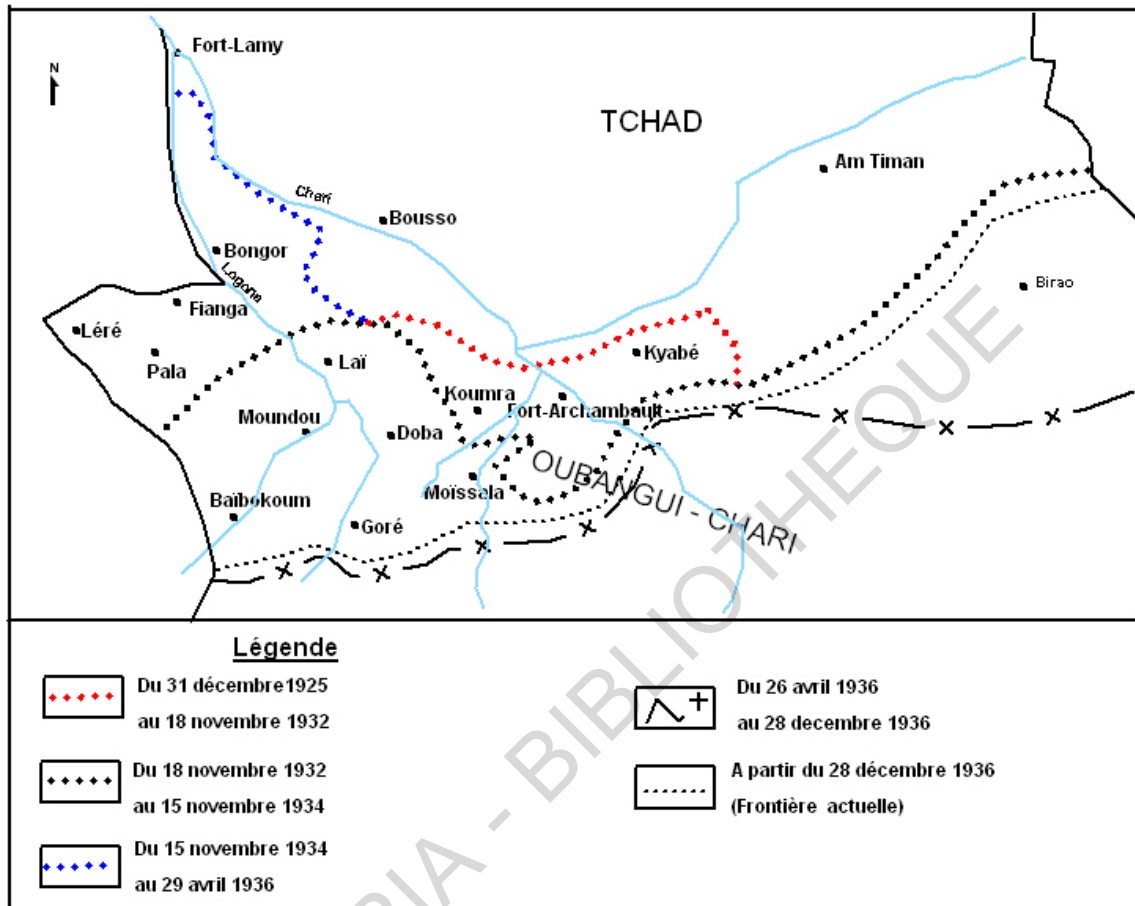 Fort-Lamy
N
TCHAD
Am Timan
Chari
Bousso
Bongor
Logone
Birao
Fianga
Léré
Pala
Laï
Kyabé
Koumra
Fort-Archambault
Moundou
Doba
OUBANGUI - CHARI
Moïssala
Baïbokoum
Goré
Légende
Du 31 décembre1925
au 18 novembre 1932
Du 18 novembre 1932
au 15 novembre 1934
Du 15 novembre 1934
au 29 avril 1936
Du 26 avril 1936
au 28 decembre 1936
A partir du 28 décembre 1936
(Frontière actuelle)
RIA - BIBLIOTHEQUE